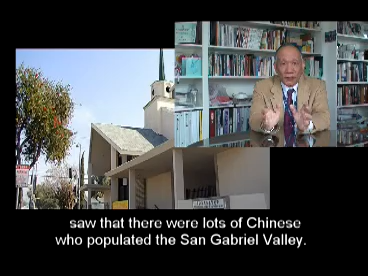 saw that there were lots of Chinese
who populated the San Gabriel Valley.